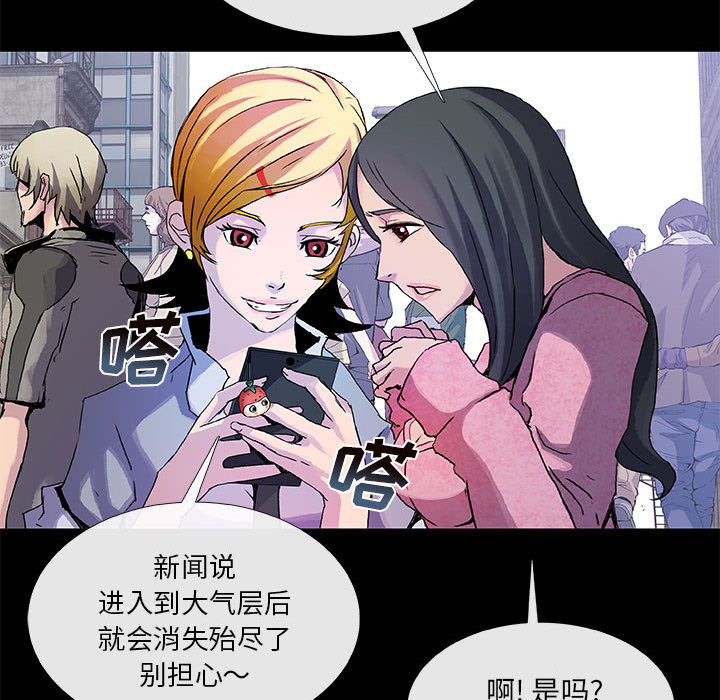 嗒
嗒
新闻说
进入到大气层后
就会消失殆尽了
别担心～
啊! 是吗?